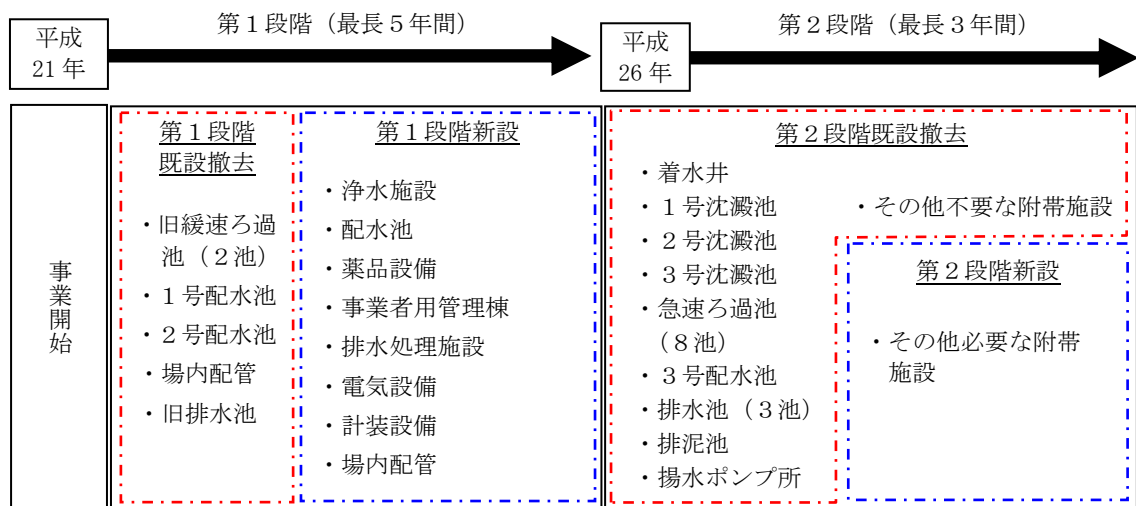 平成
21 年
第１段階（最長５年間）
平成
26 年
第２段階（最長３年間）
事業開始
第１段階
既設撤去
・旧緩速ろ過
池（２池）
・１号配水池
・２号配水池
・場内配管
・旧排水池
第１段階新設
・浄水施設
・配水池
・薬品設備
・事業者用管理棟
・排水処理施設
・電気設備
・計装設備
・場内配管
第２段階既設撤去
・着水井
・１号沈澱池
・２号沈澱池
・３号沈澱池
・急速ろ過池
（８池）
・３号配水池
・排水池（３池）
・排泥池
・揚水ポンプ所
・その他不要な附帯施設
第２段階新設
・その他必要な附帯
施設